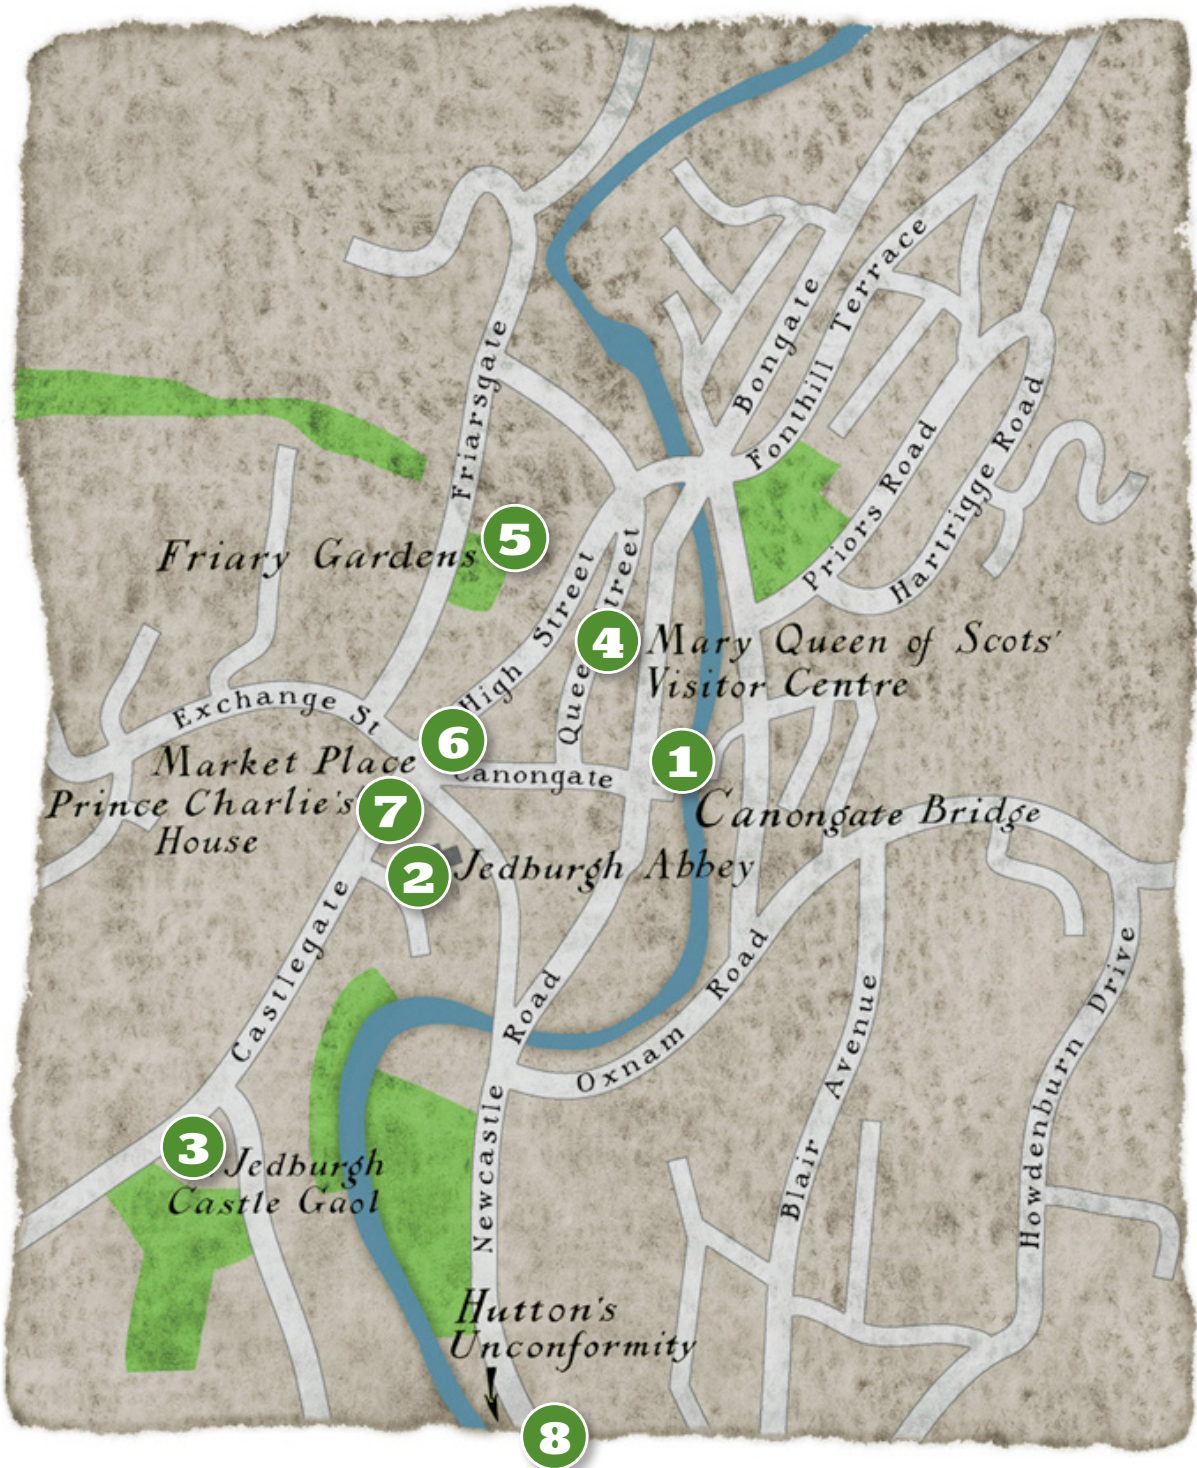 Bongate
Fonthill Terrace
Friarsgate
Priors Road
Hartrigge Road
5
Friary Gardens
High Street
Queen Street
4
Mary Queen of Scots'
Visitor Centre
Exchange St
6
Market Place
Canongate
1
Canongate Bridge
Prince Charlie's
House
7
2
Jedburgh Abbey
Castlegate
Oxnam Road
Blair Avenue
Howdenburn Drive
Newcastle Road
3
Jedburgh
Castle Gaol
Hutton's
Unconformity
8